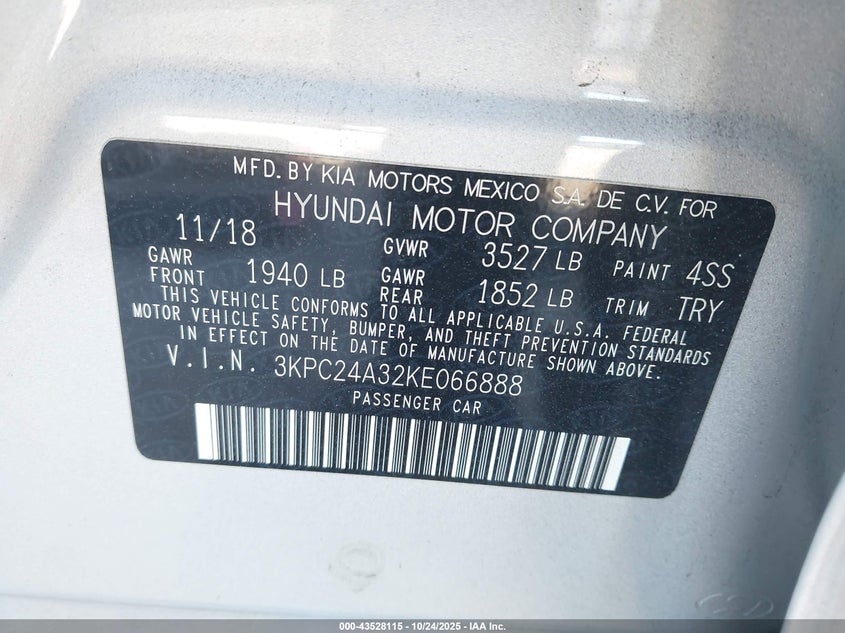 MFD. BY KIA MOTORS MEXICO S.A. DE C.V. FOR
HYUNDAI MOTOR COMPANY
11/18 GVWR 3527 LB PAINT 4SS
GAWR FRONT 1940 LB GAWR REAR 1852 LB TRIM TRY
THIS VEHICLE CONFORMS TO ALL APPLICABLE U.S.A. FEDERAL
MOTOR VEHICLE SAFETY, BUMPER, AND THEFT PREVENTION STANDARDS
IN EFFECT ON THE DATE OF MANUFACTURE SHOWN ABOVE.
V.I.N. 3KPC24A32KE066888
PASSENGER CAR
000-43528115 - 10/24/2025 - IAA Inc.